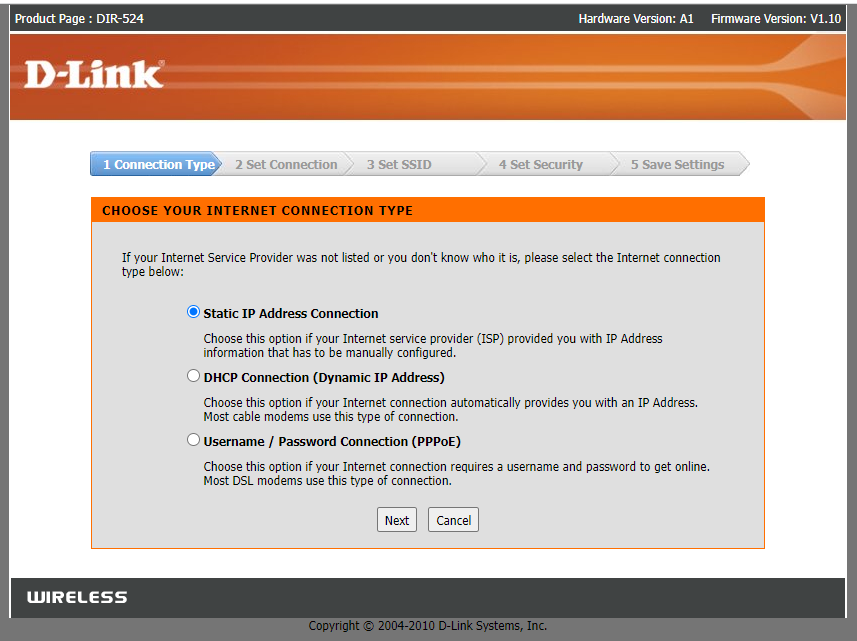 Product Page : DIR-524 Hardware Version: A1 Firmware Version: V1.10
D-Link®
1 Connection Type 2 Set Connection 3 Set SSID 4 Set Security 5 Save Settings
CHOOSE YOUR INTERNET CONNECTION TYPE
If your Internet Service Provider was not listed or you don't know who it is, please select the Internet connection
type below:
Static IP Address Connection
Choose this option if your Internet service provider (ISP) provided you with IP Address
information that has to be manually configured.
DHCP Connection (Dynamic IP Address)
Choose this option if your Internet connection automatically provides you with an IP Address.
Most cable modems use this type of connection.
Username / Password Connection (PPPoE)
Choose this option if your Internet connection requires a username and password to get online.
Most DSL modems use this type of connection.
Next Cancel
WIRELESS
Copyright © 2004-2010 D-Link Systems, Inc.